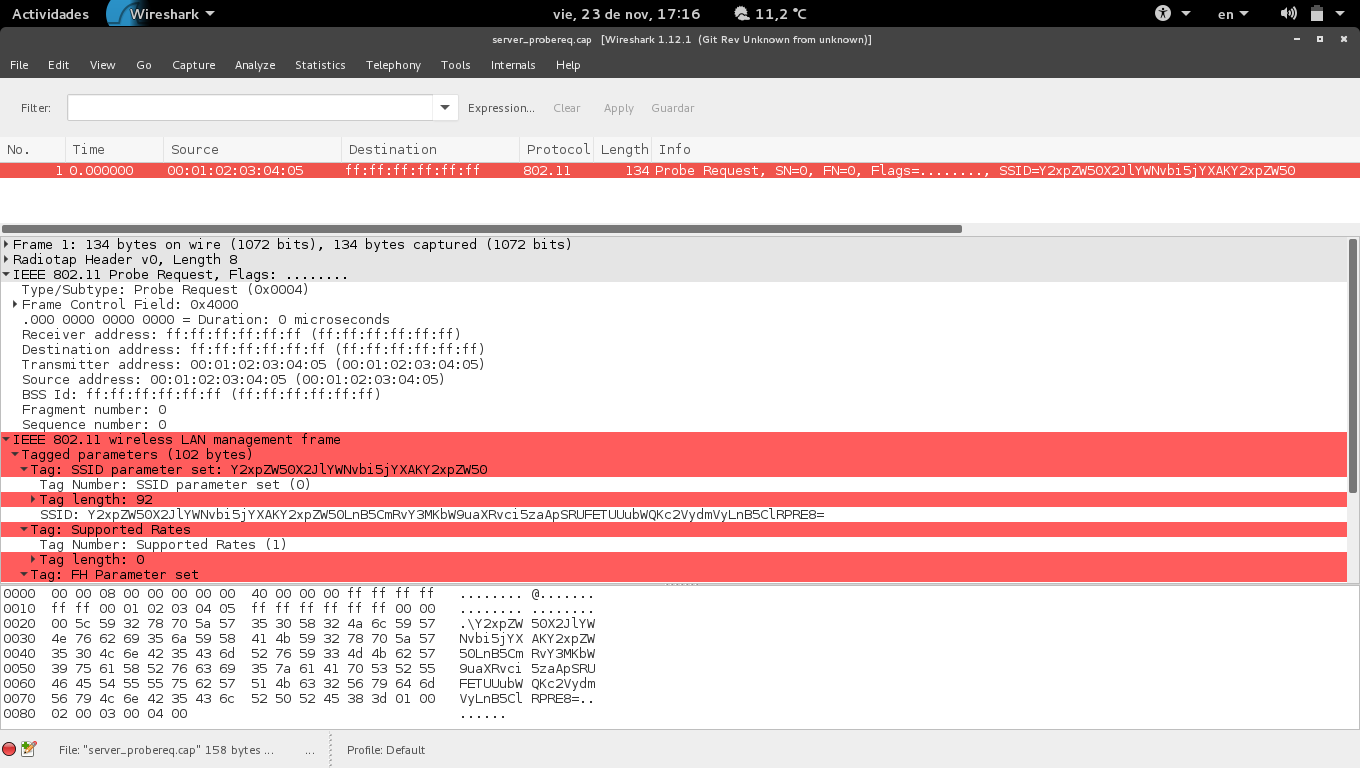 Actividades Wireshark vie, 23 de nov, 17:16 11,2 °C en
server_probereq.cap [Wireshark 1.12.1 (Git Rev Unknown from unknown)]
File Edit View Go Capture Analyze Statistics Telephony Tools Internals Help
Filter: Expression... Clear Apply Guardar
No. Time Source Destination Protocol Length Info
1 0.000000 00:01:02:03:04:05 ff:ff:ff:ff:ff:ff 802.11 134 Probe Request, SN=0, FN=0, Flags=........, SSID=Y2xpZW50X2JlYWNvbi5jYXAKY2xpZW50
Frame 1: 134 bytes on wire (1072 bits), 134 bytes captured (1072 bits)
Radiotap Header v0, Length 8
IEEE 802.11 Probe Request, Flags: ........
Type/Subtype: Probe Request (0x0004)
Frame Control Field: 0x4000
.000 0000 0000 0000 = Duration: 0 microseconds
Receiver address: ff:ff:ff:ff:ff:ff (ff:ff:ff:ff:ff:ff)
Destination address: ff:ff:ff:ff:ff:ff (ff:ff:ff:ff:ff:ff)
Transmitter address: 00:01:02:03:04:05 (00:01:02:03:04:05)
Source address: 00:01:02:03:04:05 (00:01:02:03:04:05)
BSS Id: ff:ff:ff:ff:ff:ff (ff:ff:ff:ff:ff:ff)
Fragment number: 0
Sequence number: 0
IEEE 802.11 wireless LAN management frame
Tagged parameters (102 bytes)
Tag: SSID parameter set: Y2xpZW50X2JlYWNvbi5jYXAKY2xpZW50
Tag Number: SSID parameter set (0)
Tag length: 92
SSID: Y2xpZW50X2JlYWNvbi5jYXAKY2xpZW50LnB5CmRvY3MKbW9uaXRvci5zaApSRUFETUUubWQKc2VydmVyLnB5ClRPRE8=
Tag: Supported Rates
Tag Number: Supported Rates (1)
Tag length: 0
Tag: FH Parameter set
0000 00 00 08 00 00 00 00 00 40 00 00 00 ff ff ff ff ........ @.......
0010 ff ff 00 01 02 03 04 05 ff ff ff ff ff ff 00 00 ........ ........
0020 00 5c 59 32 78 70 5a 57 35 30 58 32 4a 6c 59 57 .\Y2xpZW 50X2JlYW
0030 4e 76 62 69 35 6a 59 58 41 4b 59 32 78 70 5a 57 Nvbi5jYX AKY2xpZW
0040 35 30 4c 6e 42 35 43 6d 52 76 59 33 4d 4b 62 57 50LnB5Cm RvY3MKbW
0050 39 75 61 58 52 76 63 69 35 7a 61 41 70 53 52 55 9uaXRvci 5zaApSRU
0060 46 45 54 55 55 75 62 57 51 4b 63 32 56 79 64 6d FETUUubW QKc2Vydm
0070 56 79 4c 6e 42 35 43 6c 52 50 52 45 38 3d 01 00 VyLnB5Cl RPRE8=..
0080 02 00 03 00 04 00 ......
File: "server_probereq.cap" 158 bytes ... ... Profile: Default